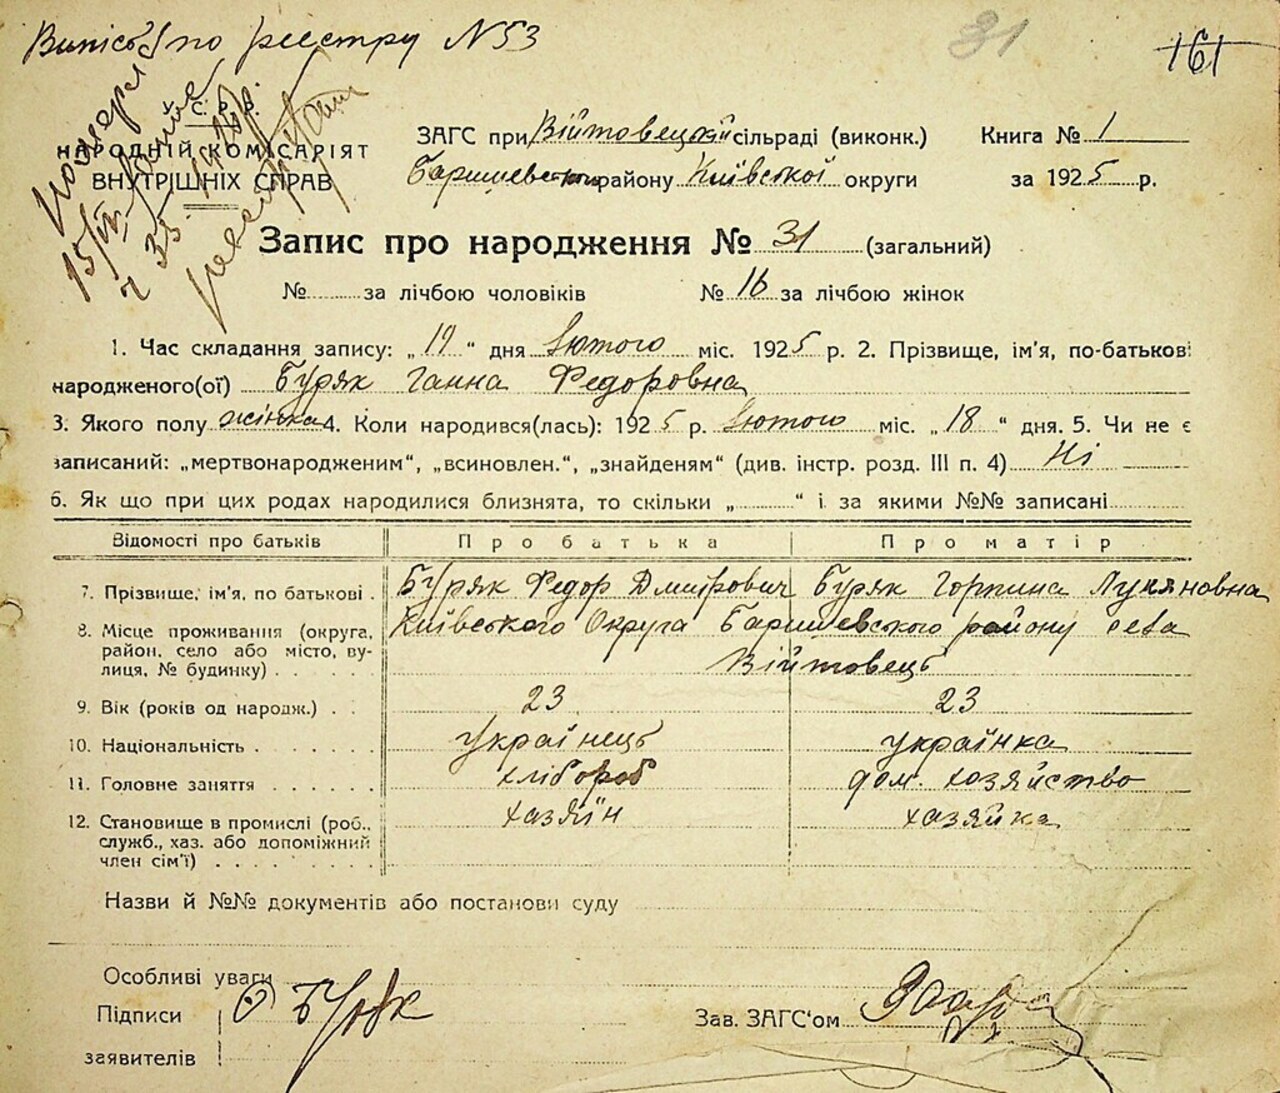 Випіс по реєстру N 53
31
161
У. С. Р. Р.
НАРОДНІЙ КОМІСАРІЯТ
ВНУТРІШНІХ СПРАВ
ЗАГС при Війтовецкій сільраді (виконк.)
Баришевском району Київської округи
Книга № 1
за 1925 р.
Запис про народження № 31 (загальний)
№ за лічбою чоловіків № 16 за лічбою жінок
1. Час складання запису: „19“ дня Лютого міс. 1925 р. 2. Прізвище, ім'я, по-батькові
народженого(ої) Буряк Ганна Федоровна
3. Якого полу жінка 4. Коли народився(лась): 1925 р. Лютого міс. „18“ дня. 5. Чи не є
записаний: „мертвонародженим“, „всиновлен.“, „знайденям“ (див. інстр. розд. III п. 4) Ні
6. Як що при цих родах народилися близнята, то скільки „ “ і за якими №№ записані
Відомості про батьків Про батька Про матір
7. Прізвище, ім'я, по батькові Буряк Федор Дмитрович Буряк Горпина Лукяновна
8. Місце проживання (округа, район, село або місто, вулиця, № будинку) Київського Округа Баришевського району села
Війтовець
9. Вік (років од народж.) 23 23
10. Національність українець українка
11. Головне заняття хлібороб дом. хозяйство
12. Становище в промислі (роб., служб., хаз. або допоміжний член сім'ї) хазяїн хазяйка
Назви й №№ документів або постанови суду
Особливі уваги
Підписи
заявителів
Буряк
Зав. ЗАГС'ом